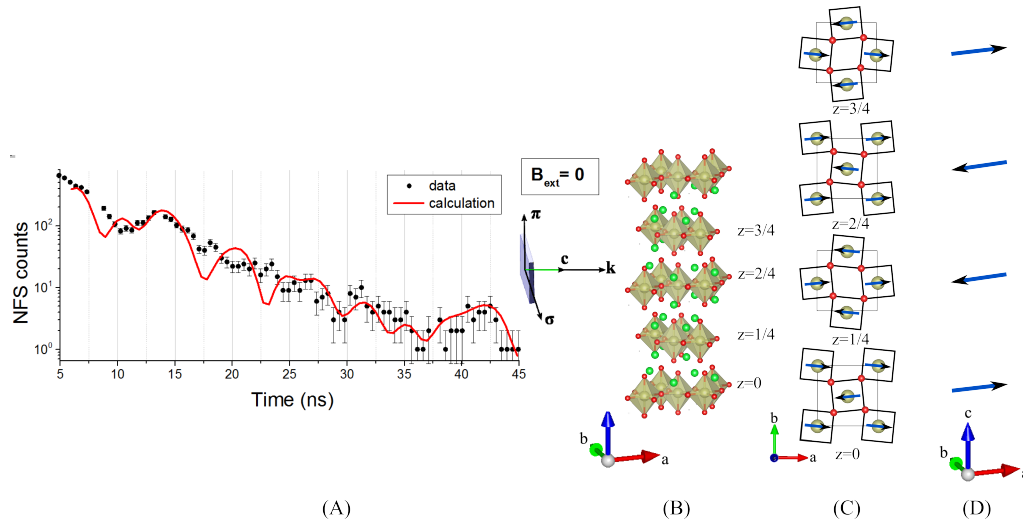 z=3/4
B_ext = 0
data
calculation
NFS counts
10²
10¹
10⁰
5
10
15
20
25
30
35
40
45
Time (ns)
π
c
k
σ
z=3/4
z=2/4
z=1/4
z=0
b
a
z=2/4
z=1/4
z=0
b
a
c
b
a
(A)
(B)
(C)
(D)